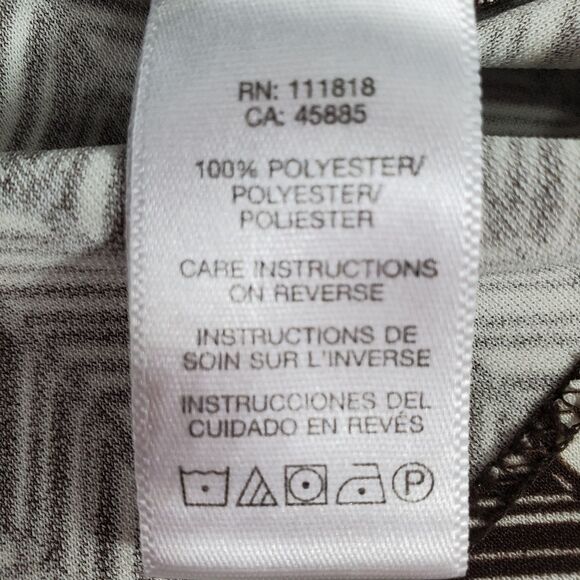 RN: 111818
CA: 45885
100% POLYESTER/
POLYESTER/
POLIESTER
CARE INSTRUCTIONS
ON REVERSE
INSTRUCTIONS DE
SOIN SUR L'INVERSE
INSTRUCCIONES DEL
CUIDADO EN REVÉS
P